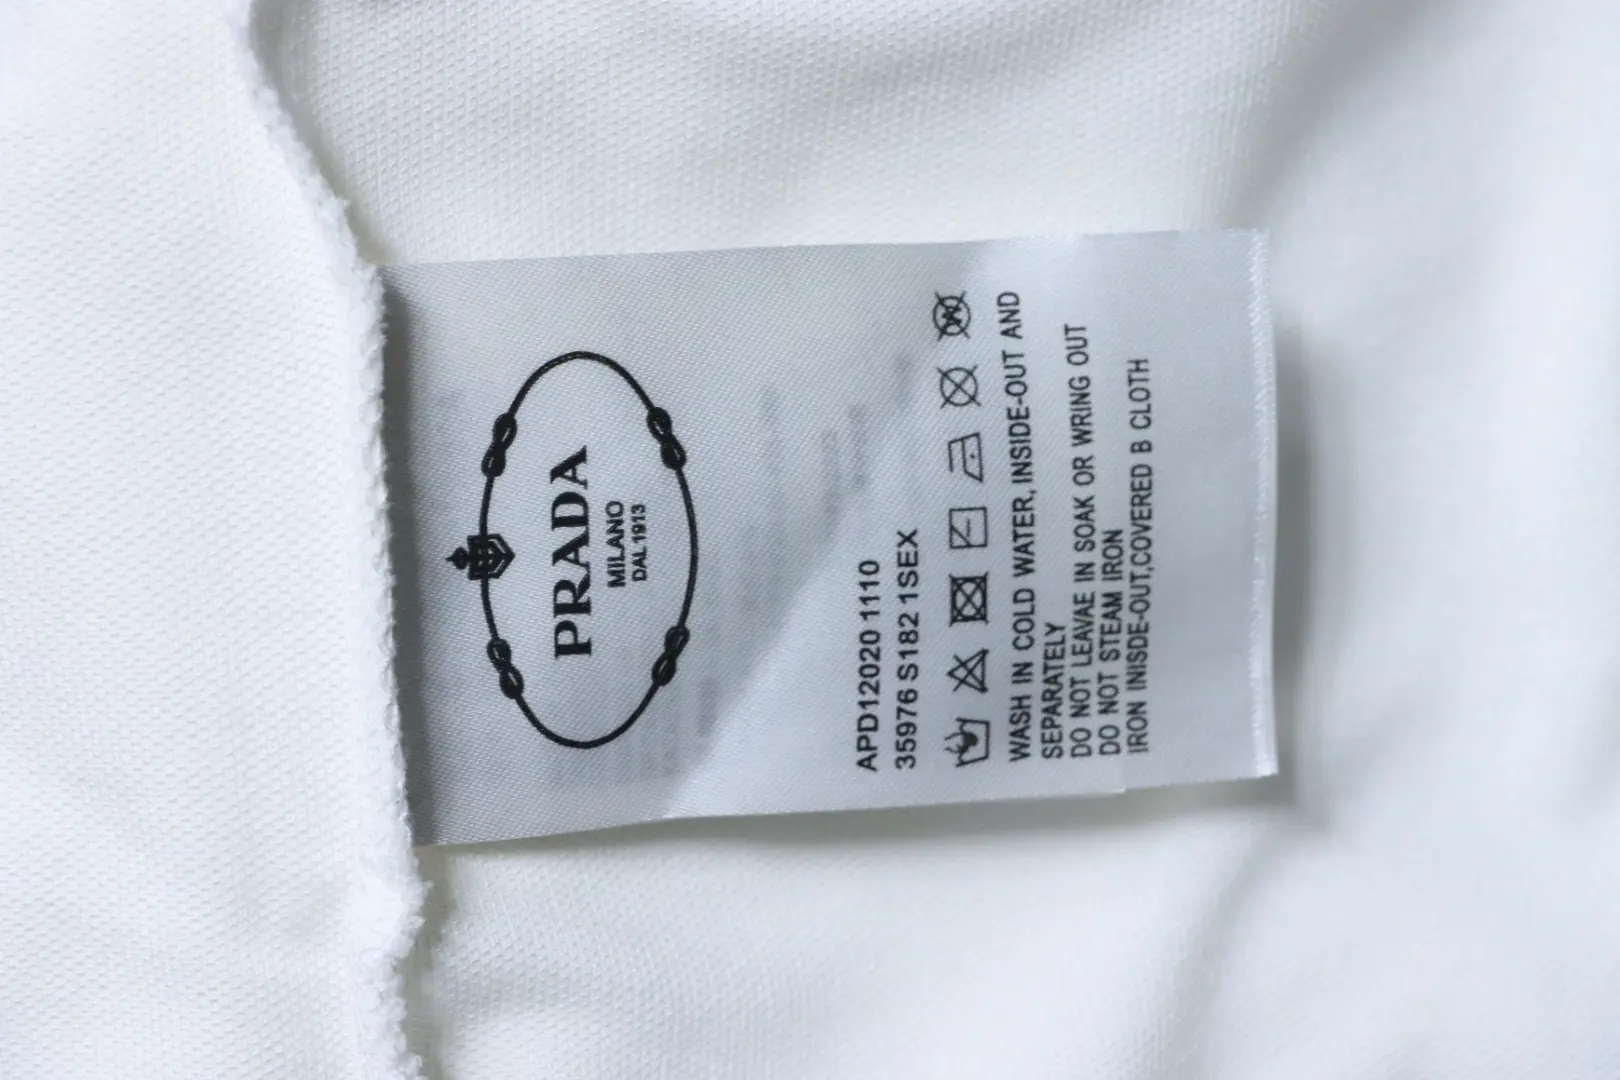 PRADA
MILANO
DAL 1913
APD12020 1110
35976 S182 1SEX
WASH IN COLD WATER, INSIDE-OUT AND
SEPARATELY
DO NOT LEAVAE IN SOAK OR WRING OUT
DO NOT STEAM IRON
IRON INISDE-OUT,COVERED B CLOTH